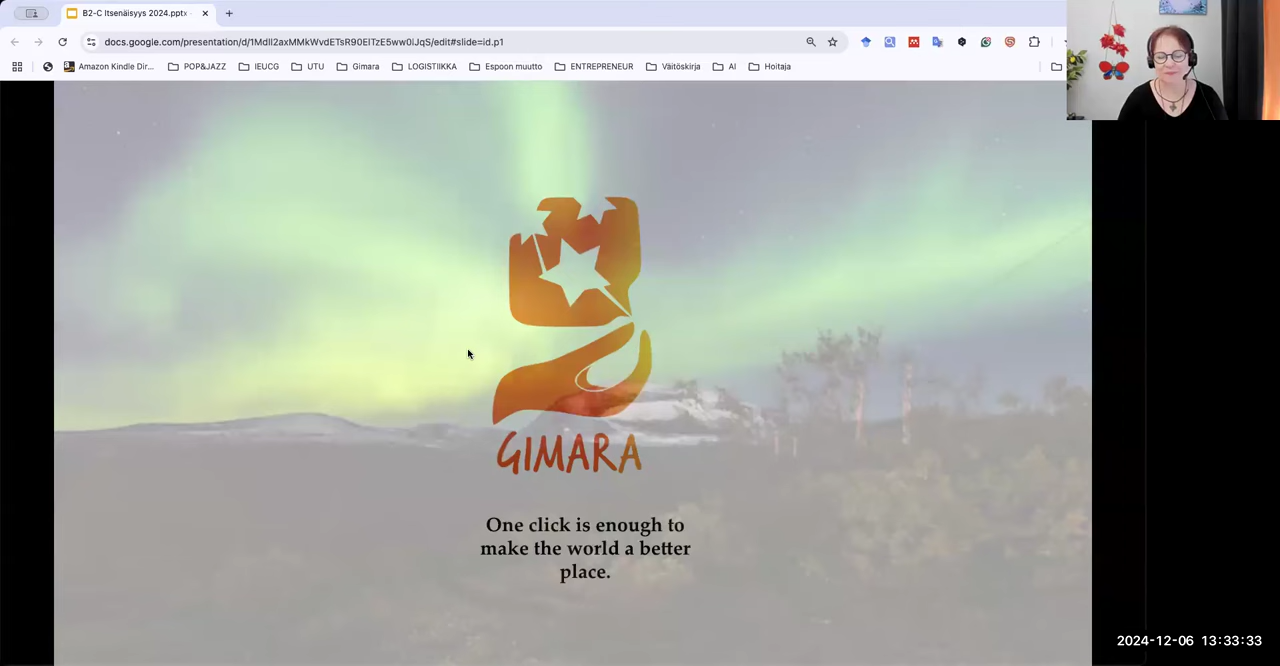 B2-C Itsenäisyys 2024.pptx
docs.google.com/presentation/d/1MdlI2axMMkWvdETsR90ElTzE5ww0lJqS/edit#slide=id.p1
Amazon Kindle Dir... POP&JAZZ IEUCG UTU Gimara LOGISTIIKKA Espoon muutto ENTREPRENEUR Väitöskirja AI Hoitaja
GIMARA
One click is enough to
make the world a better
place.
2024-12-06 13:33:33